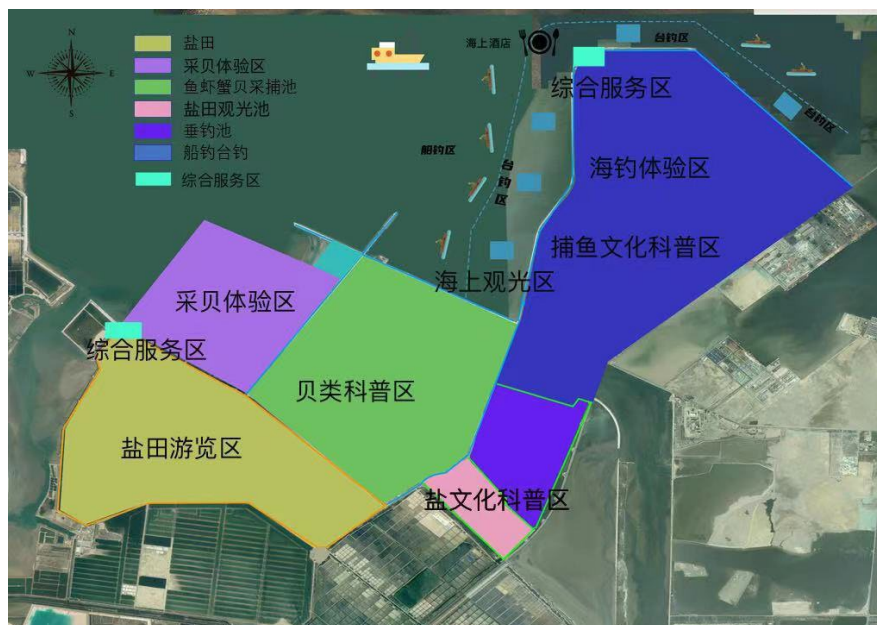 N
W
E
S
盐田
采贝体验区
鱼虾蟹贝采捕池
盐田观光池
垂钓池
船钓台钓
综合服务区
海上酒店
台钓区
综合服务区
台钓区
船钓区
台钓区
海钓体验区
捕鱼文化科普区
海上观光区
采贝体验区
综合服务区
贝类科普区
盐田游览区
盐文化科普区